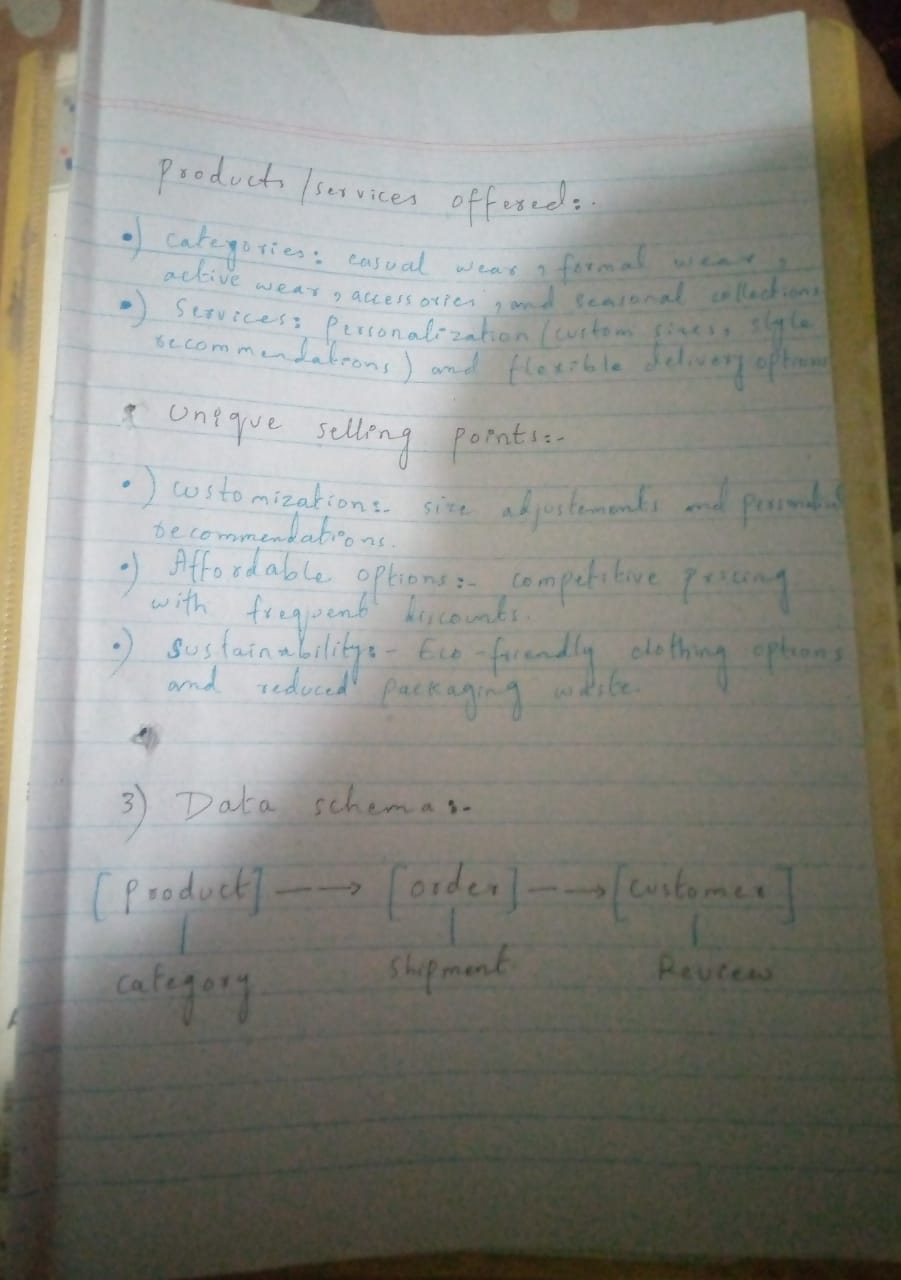 Products/services offered:-
•) Categories: casual wear, formal wear,
active wear, accessories, and seasonal collections
•) Services: Personalization (custom sizes, style
recommendations) and flexible delivery options
Unique selling points:-
•) Customization:- size adjustements and
recommendations.
•) Affordable options:- competitive pricing
with frequent discounts.
•) Sustainability:- Eco-friendly clothing options
and reduced packaging waste.
3) Data schema:-
[Product] ——→ [order] ——→ [customer]
category shipment Review